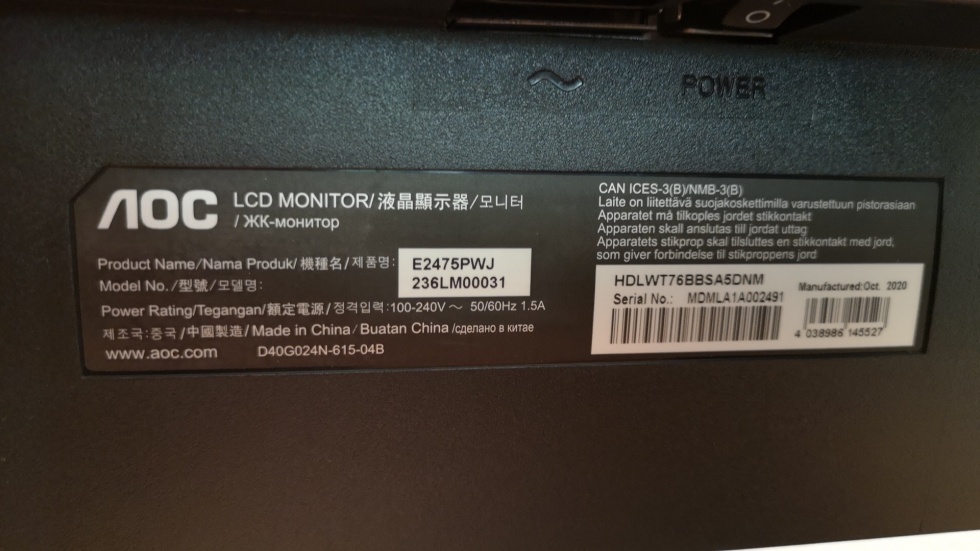 POWER
AOC
LCD MONITOR/液晶顯示器/모니터
/ ЖК-монитор
Product Name/Nama Produk/ 機種名/제품명:
E2475PWJ
Model No./型號/모델명:
236LM00031
Power Rating/Tegangan/額定電源/정격입력:100-240V ~ 50/60Hz 1.5A
제조국:중국/中國製造/Made in China/Buatan China/сделано в китае
www.aoc.com D40G024N-615-04B
CAN ICES-3(B)/NMB-3(B)
Laite on liitettävä suojakoskettimilla varustettuun pistorasiaan
Apparatet må tilkoples jordet stikkontakt
Apparaten skall anslutas till jordat uttag
Apparatets stikprop skal tilsluttes en stikkontakt med jord,
som giver forbindelse til stikproppens jord
HDLWT76BBSA5DNM
Serial No.: MDMLA1A002491
Manufactured:Oct. 2020
4 038986 145527